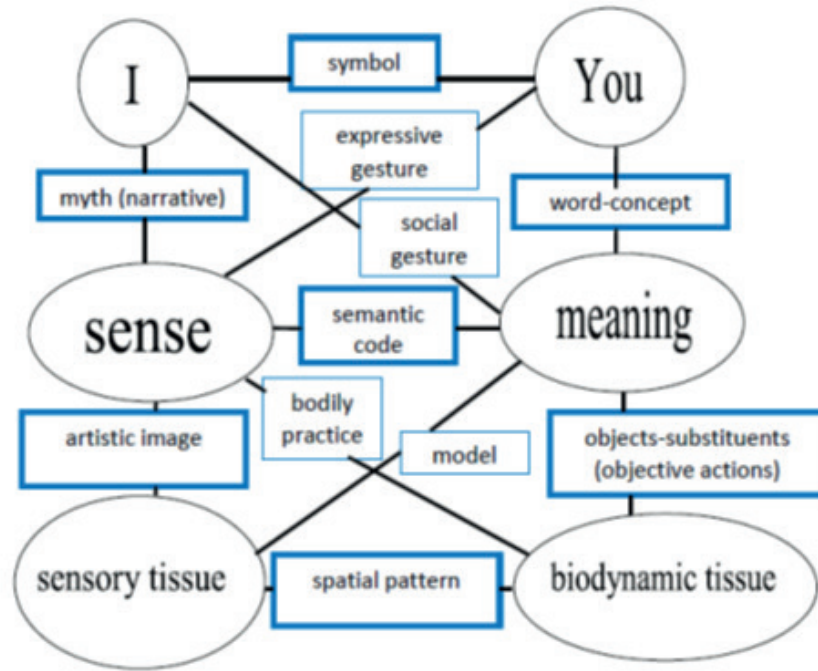 I
symbol
You
expressive
gesture
myth (narrative)
word-concept
social
gesture
sense
semantic
code
meaning
artistic image
bodily
practice
model
objects-substituents
(objective actions)
sensory tissue
spatial pattern
biodynamic tissue